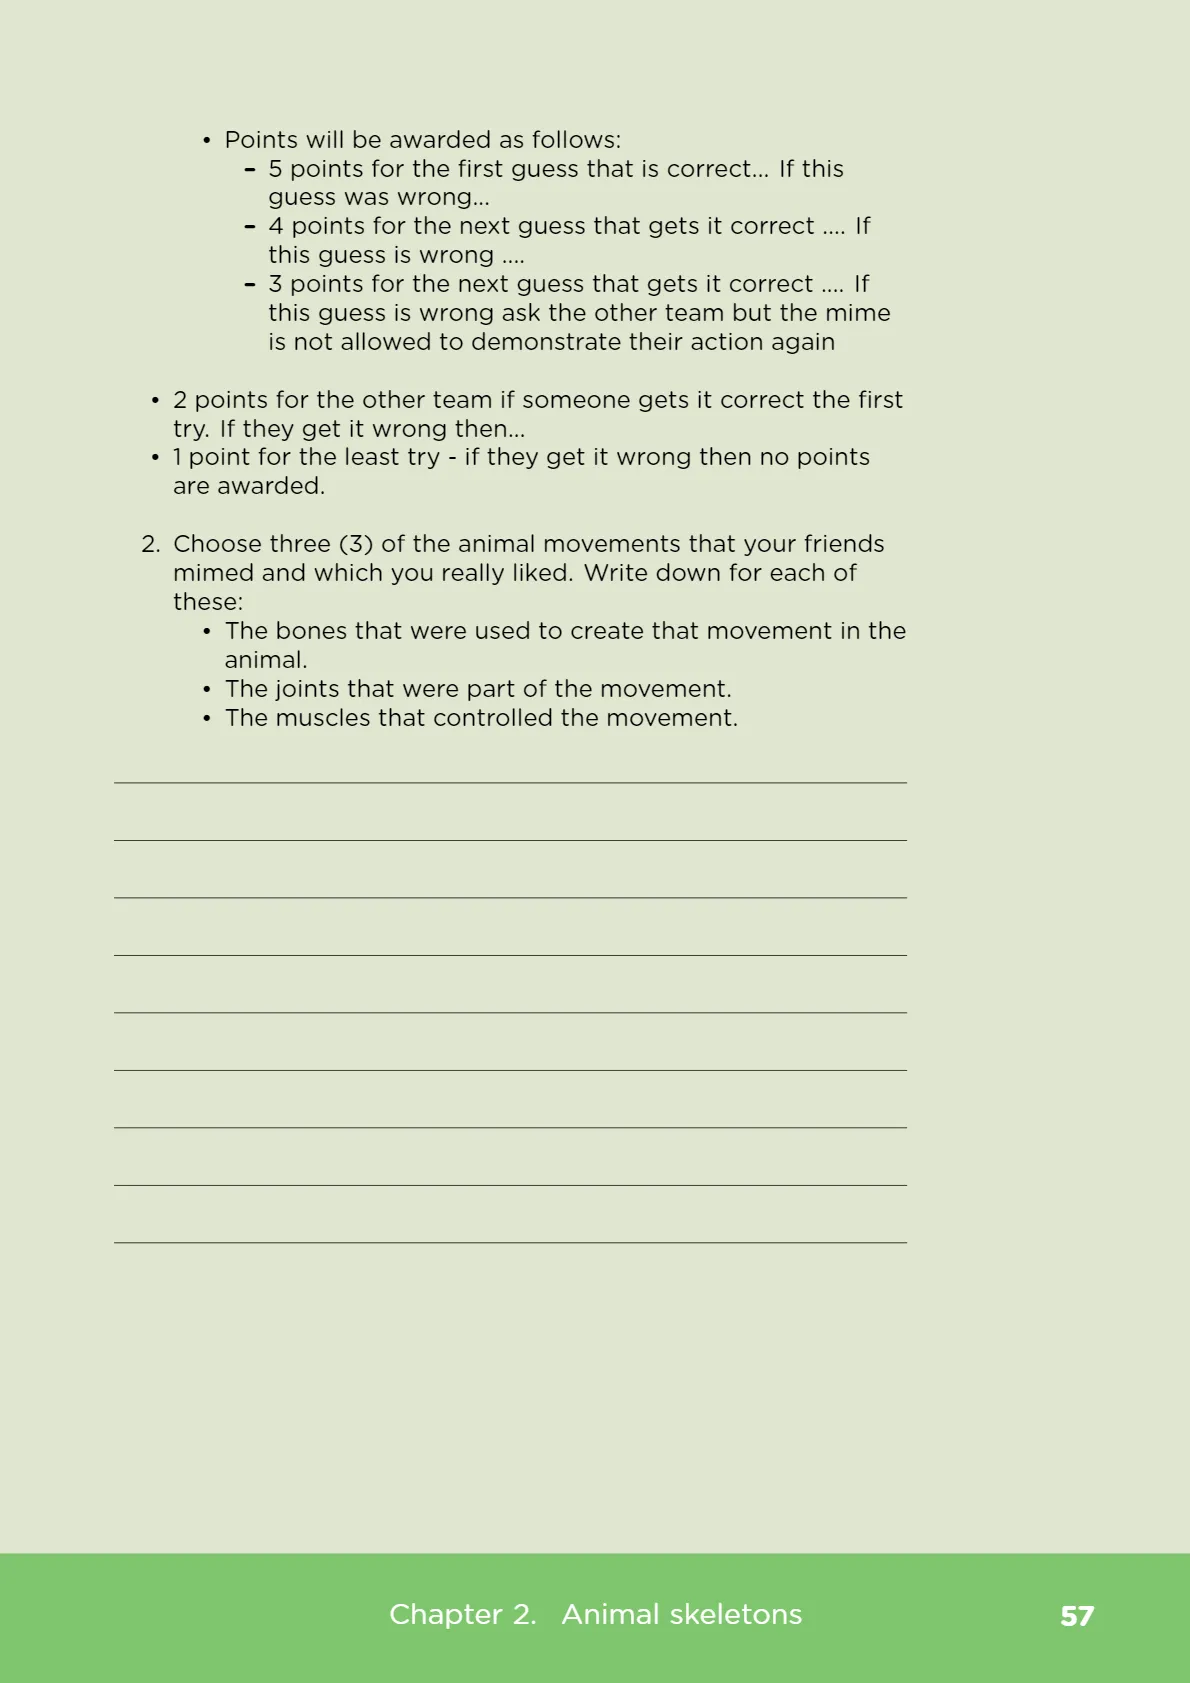 • Points will be awarded as follows:
– 5 points for the first guess that is correct... If this
guess was wrong...
– 4 points for the next guess that gets it correct .... If
this guess is wrong ....
– 3 points for the next guess that gets it correct .... If
this guess is wrong ask the other team but the mime
is not allowed to demonstrate their action again
• 2 points for the other team if someone gets it correct the first
try. If they get it wrong then...
• 1 point for the least try - if they get it wrong then no points
are awarded.
2. Choose three (3) of the animal movements that your friends
mimed and which you really liked. Write down for each of
these:
• The bones that were used to create that movement in the
animal.
• The joints that were part of the movement.
• The muscles that controlled the movement.
Chapter 2. Animal skeletons
57